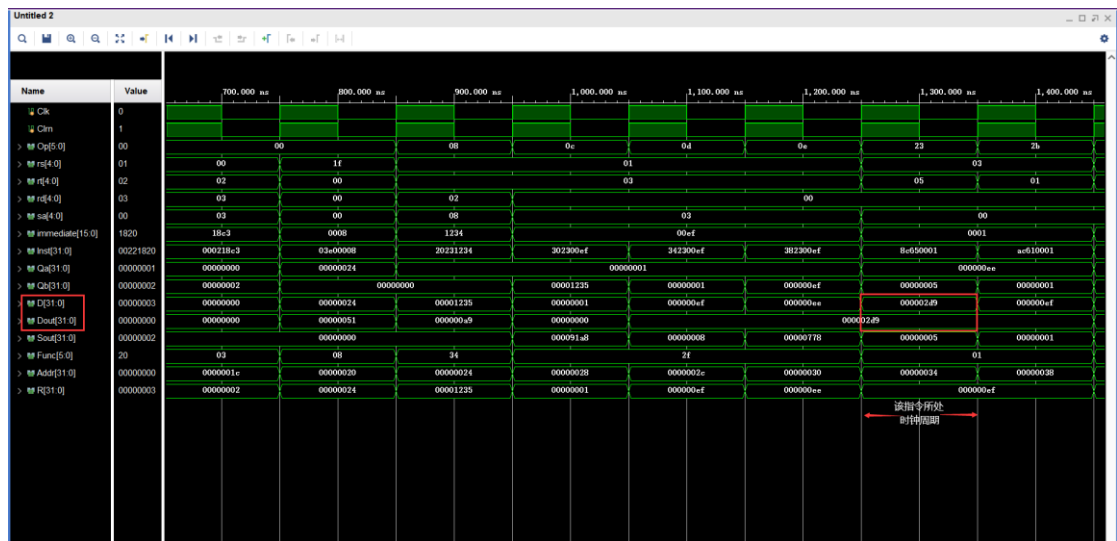 Untitled 2
Name Value 700.000 ns 800.000 ns 900.000 ns 1,000.000 ns 1,100.000 ns 1,200.000 ns 1,300.000 ns 1,400.000 ns
Clk 0
Clrn 1
Op[5:0] 00 00 08 0c 0d 0e 23 2b
rs[4:0] 01 00 1f 01 03
rt[4:0] 02 02 00 03 05 01
rd[4:0] 03 03 00 02 00
sa[4:0] 00 03 00 08 03 00
immediate[15:0] 1820 18c3 0008 1234 00ef 0001
Inst[31:0] 00221820 000218c3 03e00008 20231234 302300ef 342300ef 382300ef 8c650001 ac610001
Qa[31:0] 00000001 00000000 00000024 00000001 000000ee
Qb[31:0] 00000002 00000002 00000000 00001235 00000001 000000ef 00000005 00000001
D[31:0] 00000003 00000000 00000024 00001235 00000001 000000ef 000000ee 000002d9 000000ef
Dout[31:0] 00000000 00000000 00000051 000000a9 00000000 000002d9
Sout[31:0] 00000002 00000000 000091a8 00000008 00000778 00000005 00000001
Func[5:0] 20 03 08 34 2f 01
Addr[31:0] 00000000 0000001c 00000020 00000024 00000028 0000002c 00000030 00000034 00000038
R[31:0] 00000003 00000002 00000024 00001235 00000001 000000ef 000000ee 000000ef
该指令所处
时钟周期